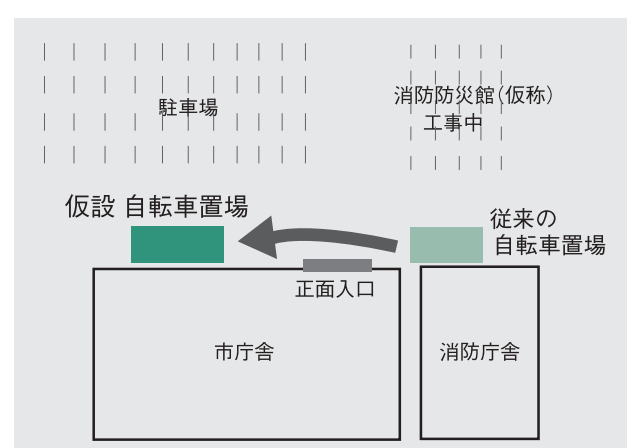 駐車場
消防防災館(仮称)
工事中
仮設 自転車置場
従来の
自転車置場
正面入口
市庁舎
消防庁舎